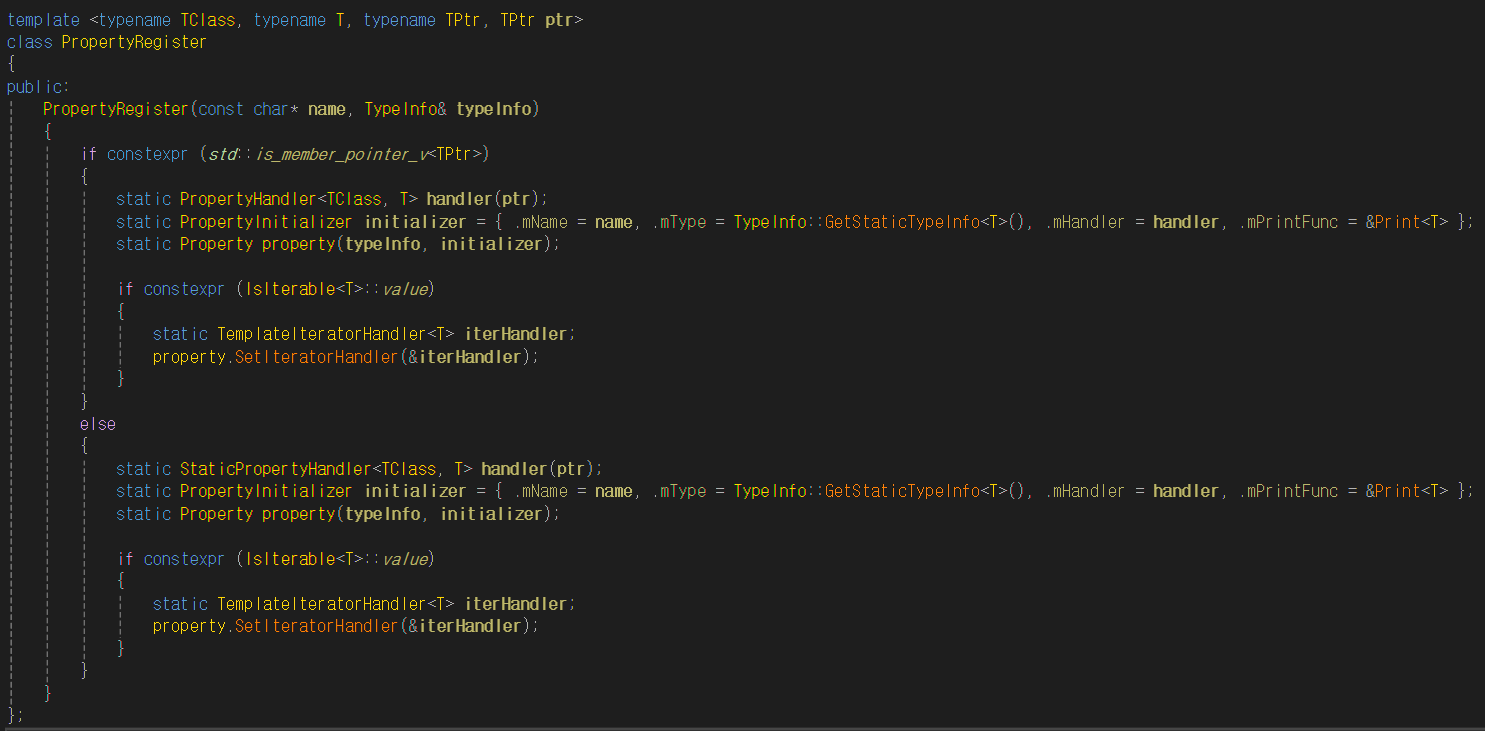 template <typename TClass, typename T, typename TPtr, TPtr ptr>
class PropertyRegister
{
public:
    PropertyRegister(const char* name, TypeInfo& typeInfo)
    {
        if constexpr (std::is_member_pointer_v<TPtr>)
        {
            static PropertyHandler<TClass, T> handler(ptr);
            static PropertyInitializer initializer = { .mName = name, .mType = TypeInfo::GetStaticTypeInfo<T>(), .mHandler = handler, .mPrintFunc = &Print<T> };
            static Property property(typeInfo, initializer);

            if constexpr (IsIterable<T>::value)
            {
                static TemplateIteratorHandler<T> iterHandler;
                property.SetIteratorHandler(&iterHandler);
            }
        }
        else
        {
            static StaticPropertyHandler<TClass, T> handler(ptr);
            static PropertyInitializer initializer = { .mName = name, .mType = TypeInfo::GetStaticTypeInfo<T>(), .mHandler = handler, .mPrintFunc = &Print<T> };
            static Property property(typeInfo, initializer);

            if constexpr (IsIterable<T>::value)
            {
                static TemplateIteratorHandler<T> iterHandler;
                property.SetIteratorHandler(&iterHandler);
            }
        }
    }
};